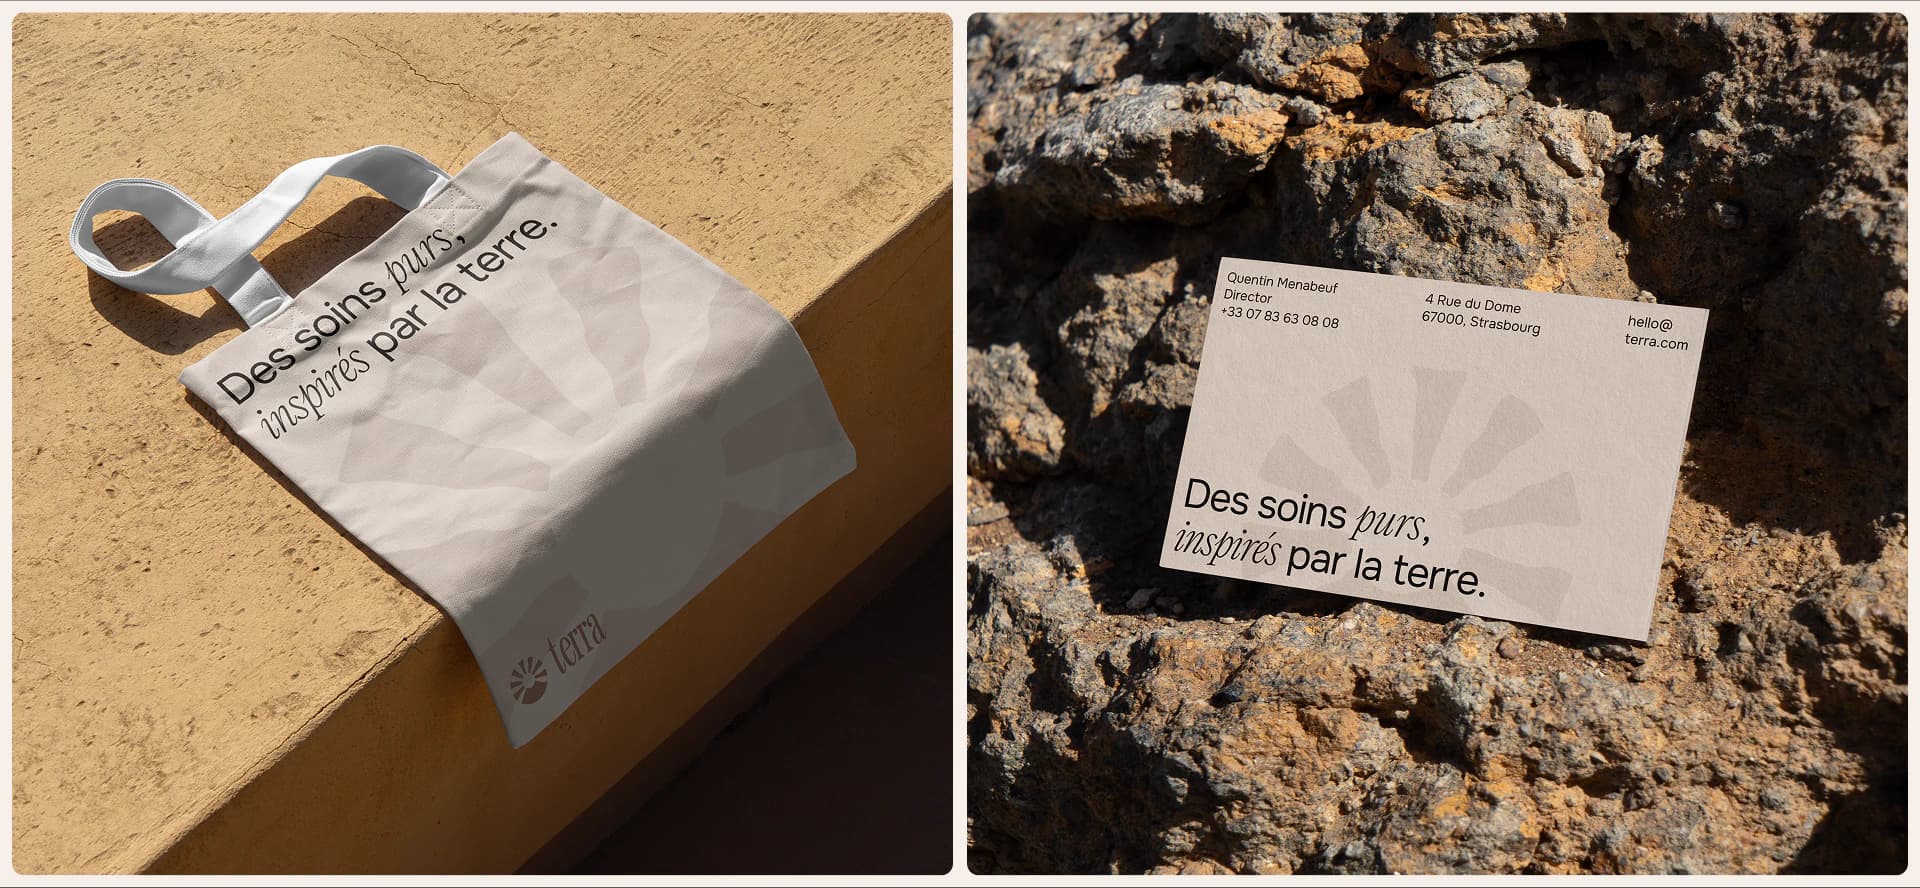 Des soins purs,
inspirés par la terre.
terra
Quentin Menabeuf
Director
+33 07 83 63 08 08
4 Rue du Dome
67000, Strasbourg
hello@
terra.com
Des soins purs,
inspirés par la terre.